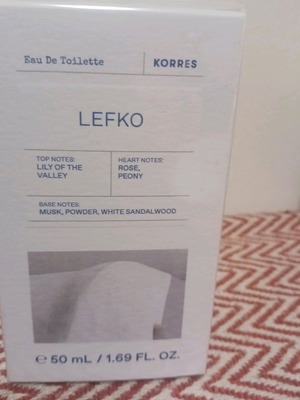 Eau De Toilette
KORRES
LEFKO
TOP NOTES:
LILY OF THE
VALLEY
HEART NOTES:
ROSE,
PEONY
BASE NOTES:
MUSK, POWDER, WHITE SANDALWOOD
℮ 50 mL / 1.69 FL. OZ.